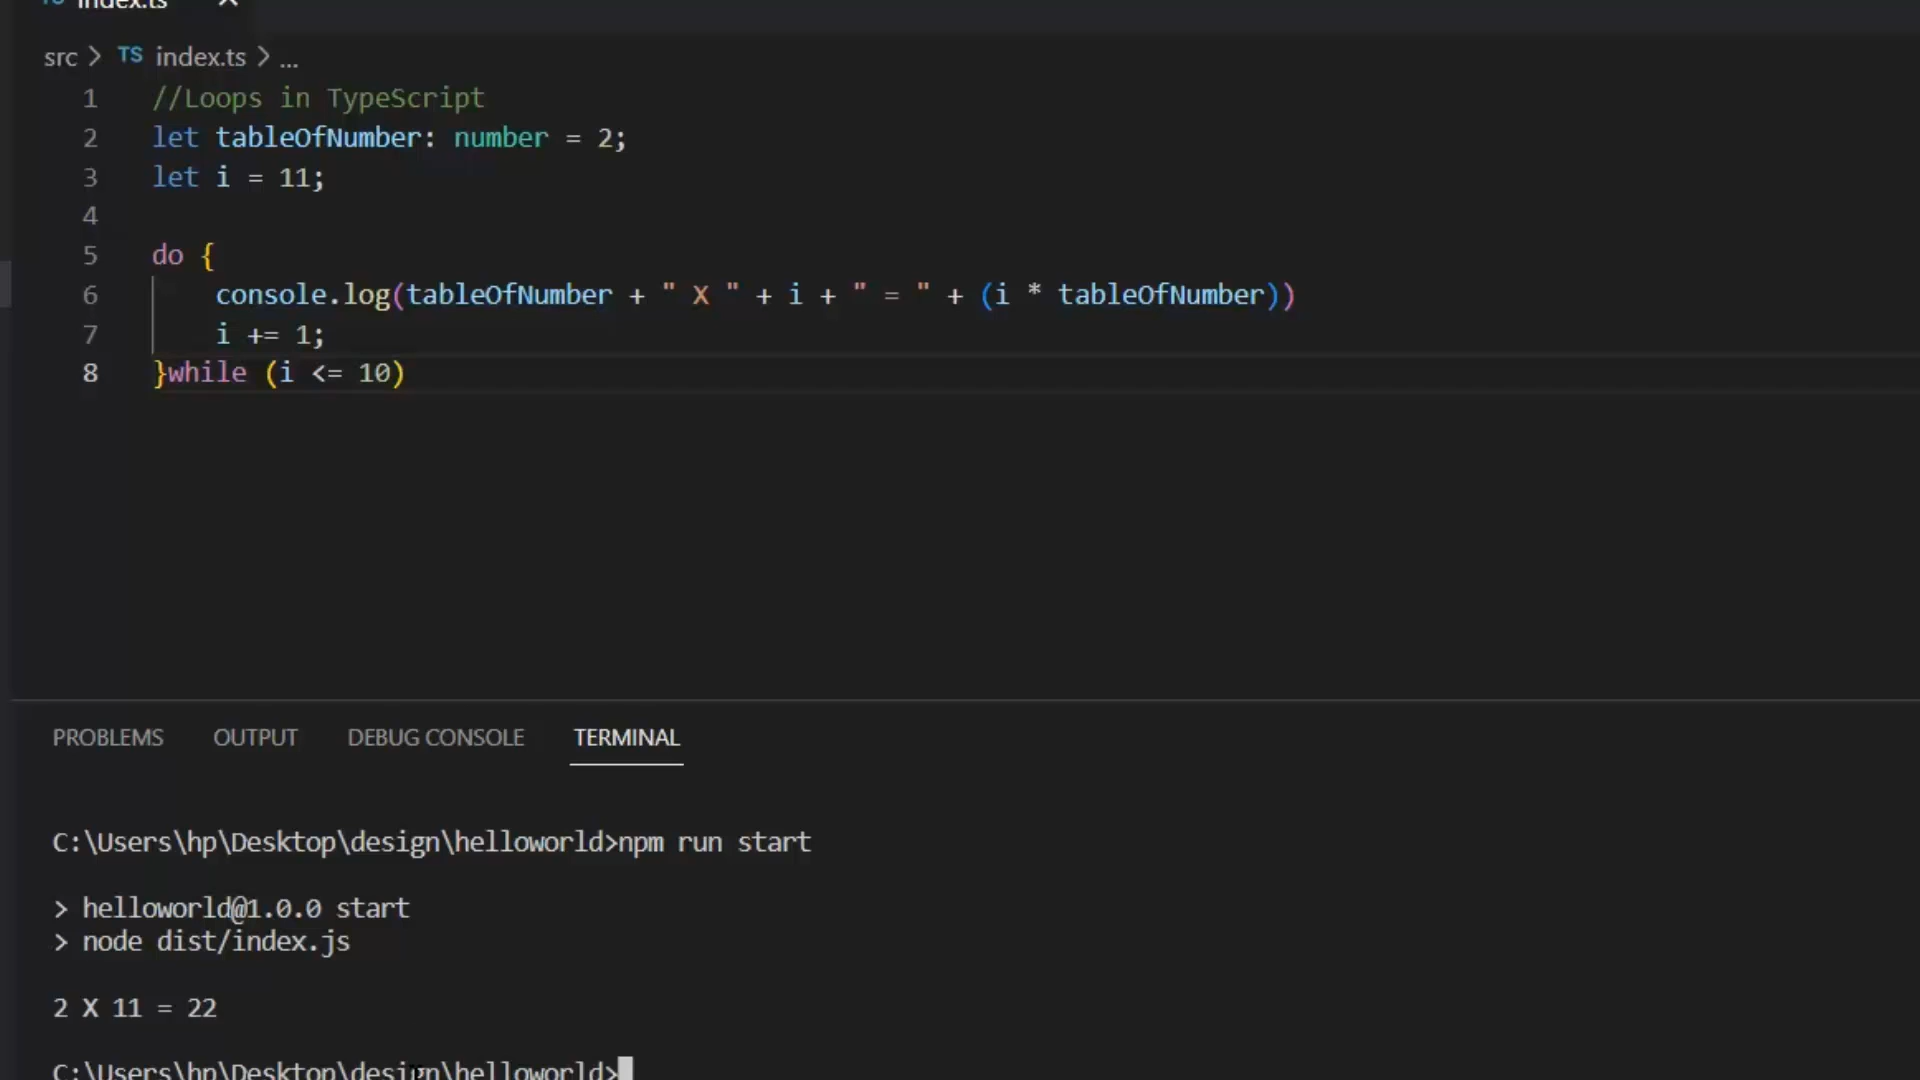 TS index.ts ×
src > TS index.ts > ...
1 //Loops in TypeScript
2 let tableOfNumber: number = 2;
3 let i = 11;
4
5 do {
6 console.log(tableOfNumber + " X " + i + " = " + (i * tableOfNumber))
7 i += 1;
8 }while (i <= 10)
PROBLEMS OUTPUT DEBUG CONSOLE TERMINAL
C:\Users\hp\Desktop\design\helloworld>npm run start
> helloworld@1.0.0 start
> node dist/index.js
2 X 11 = 22
C:\Users\hp\Desktop\design\helloworld>